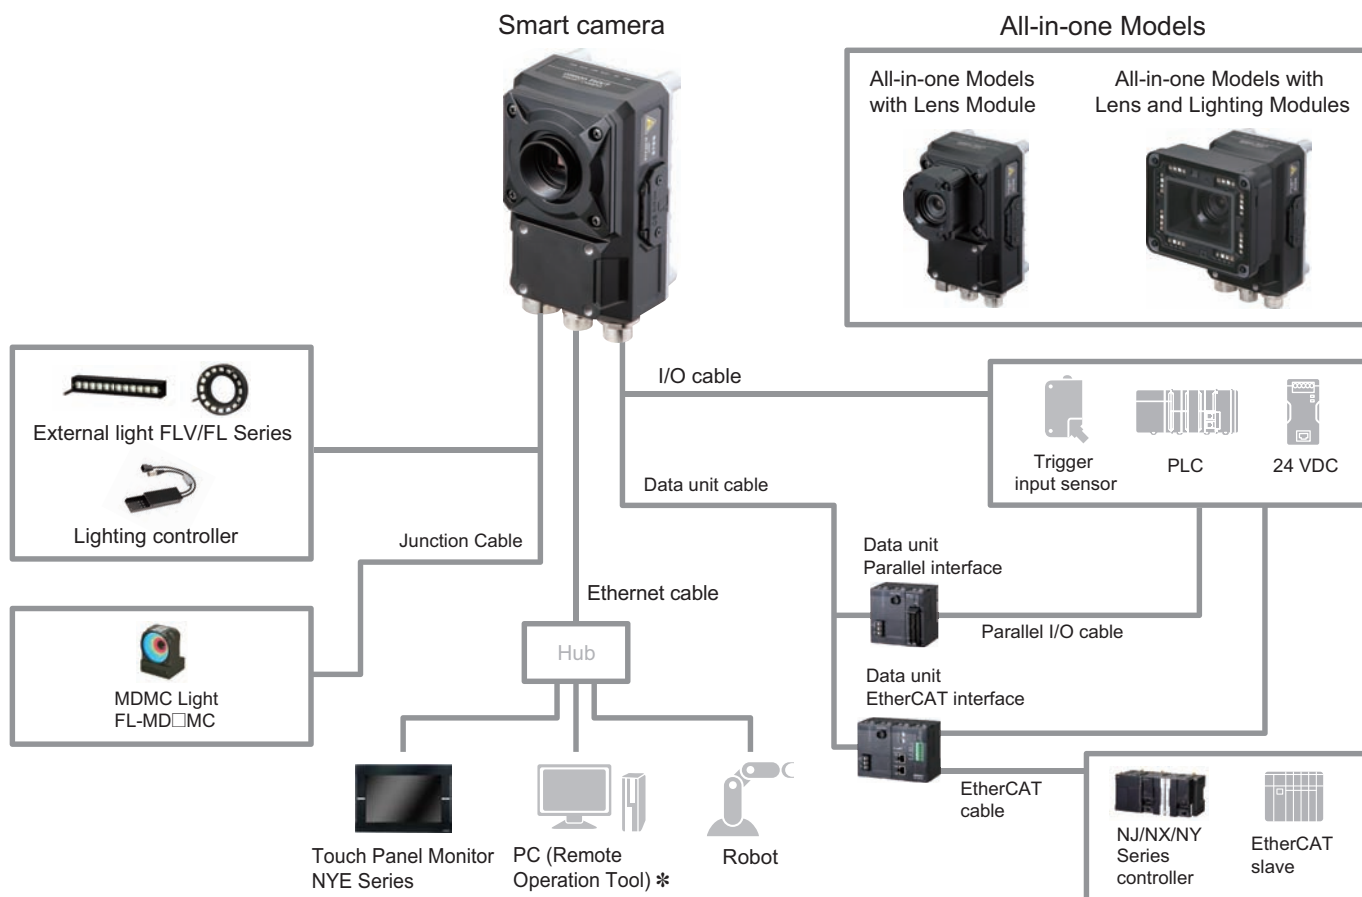 Smart camera
All-in-one Models
All-in-one Models
with Lens Module
All-in-one Models with
Lens and Lighting Modules
External light FLV/FL Series
Lighting controller
I/O cable
Trigger
input sensor
PLC
24 VDC
Data unit cable
Junction Cable
Data unit
Parallel interface
Ethernet cable
Parallel I/O cable
Hub
MDMC Light
FL-MD□MC
Data unit
EtherCAT interface
EtherCAT
cable
NJ/NX/NY
Series
controller
EtherCAT
slave
Touch Panel Monitor
NYE Series
PC (Remote
Operation Tool) ✻
Robot